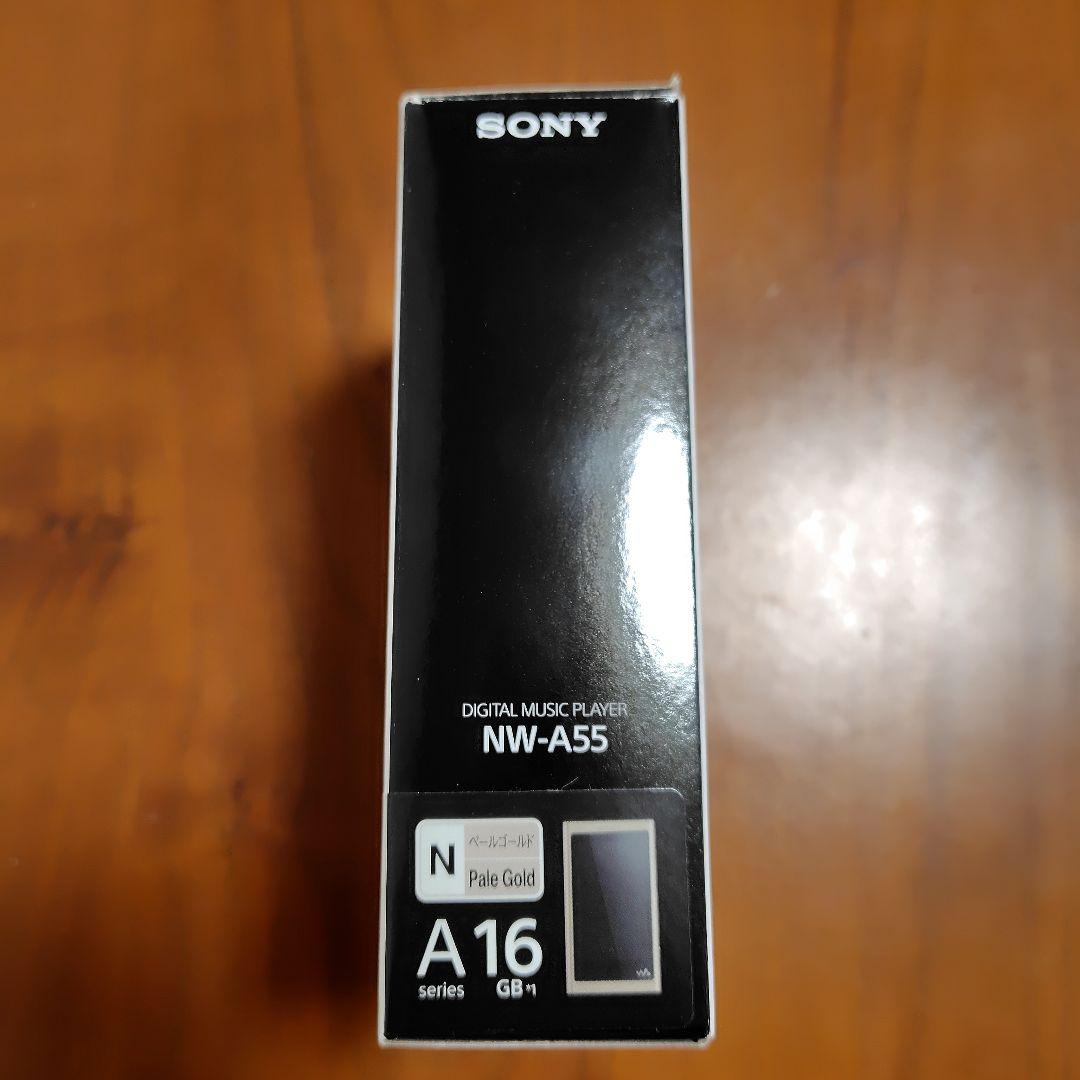 SONY
DIGITAL MUSIC PLAYER
NW-A55
N
ペールゴールド
Pale Gold
A 16
series GB *1